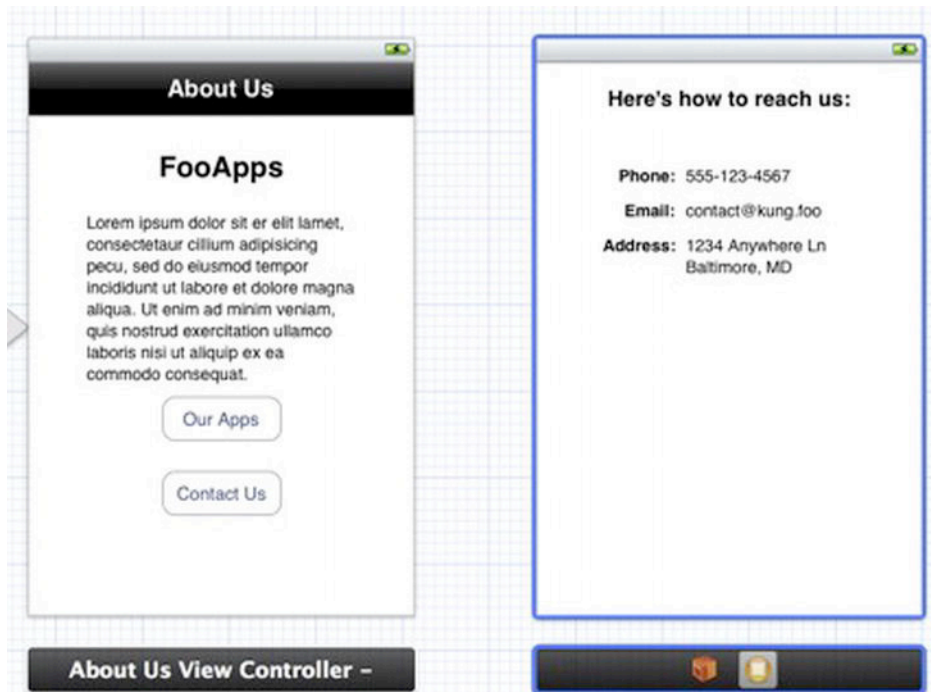 About Us
FooApps
Lorem ipsum dolor sit er elit lamet,
consectetaur cillium adipisicing
pecu, sed do eiusmod tempor
incididunt ut labore et dolore magna
aliqua. Ut enim ad minim veniam,
quis nostrud exercitation ullamco
laboris nisi ut aliquip ex ea
commodo consequat.
Our Apps
Contact Us
About Us View Controller –
Here's how to reach us:
Phone: 555-123-4567
Email: contact@kung.foo
Address: 1234 Anywhere Ln
Baltimore, MD